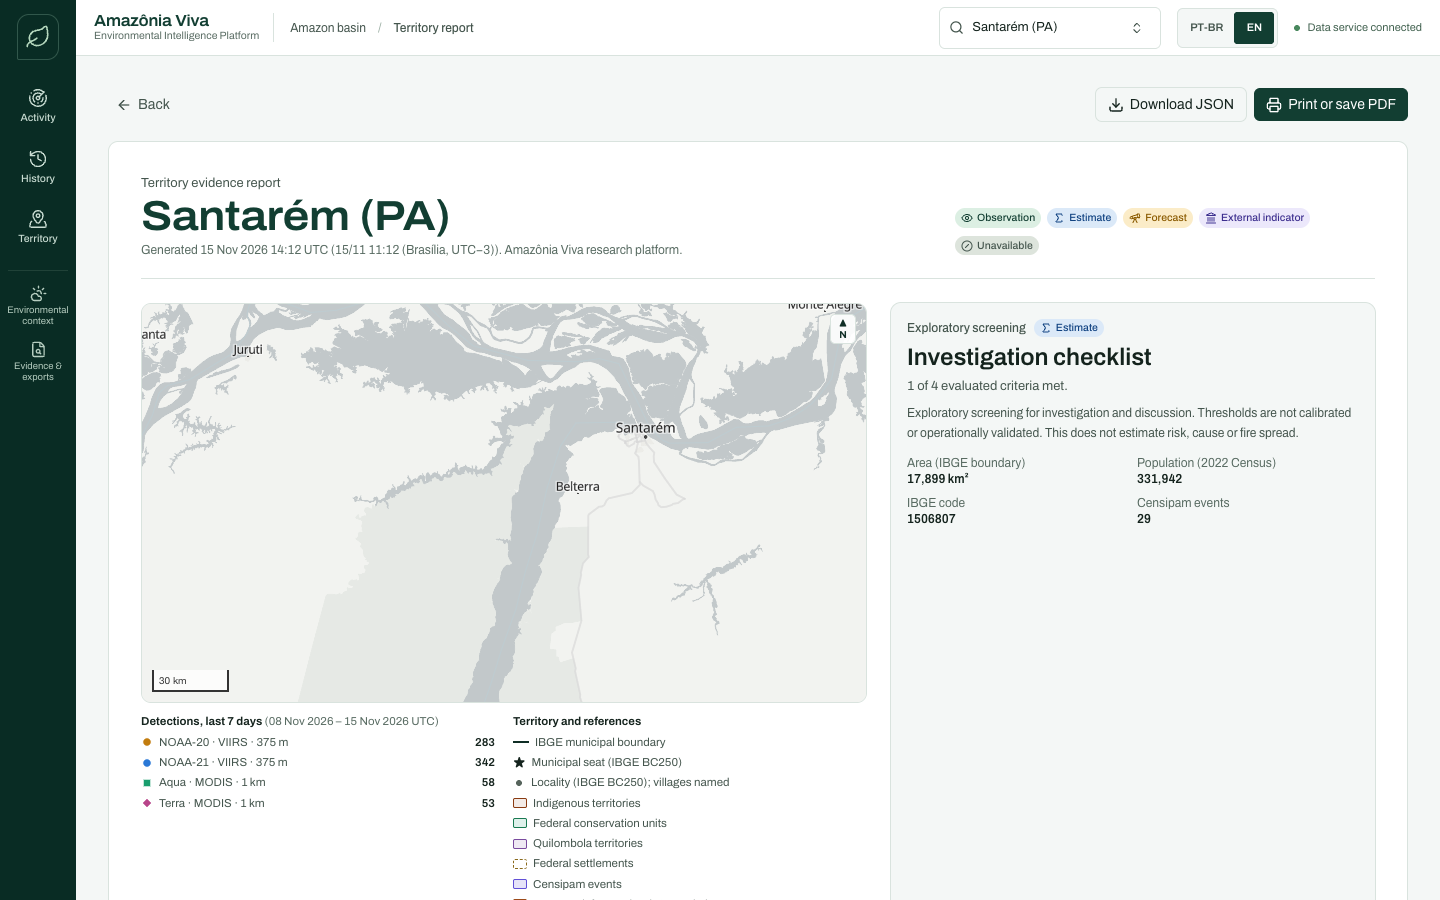 Amazônia Viva
Environmental Intelligence Platform
Amazon basin / Territory report
Santarém (PA)
PT-BR EN
Data service connected
Activity
History
Territory
Environmental context
Evidence & exports
Back
Download JSON
Print or save PDF
Territory evidence report
Santarém (PA)
Generated 15 Nov 2026 14:12 UTC (15/11 11:12 (Brasília, UTC−3)). Amazônia Viva research platform.
Observation Estimate Forecast External indicator
Unavailable
Monte Alegre
anta
Juruti
N
Santarém
Belterra
30 km
Exploratory screening Estimate
Investigation checklist
1 of 4 evaluated criteria met.
Exploratory screening for investigation and discussion. Thresholds are not calibrated
or operationally validated. This does not estimate risk, cause or fire spread.
Area (IBGE boundary) Population (2022 Census)
17,899 km² 331,942
IBGE code Censipam events
1506807 29
Detections, last 7 days (08 Nov 2026 – 15 Nov 2026 UTC)
NOAA-20 · VIIRS · 375 m 283
NOAA-21 · VIIRS · 375 m 342
Aqua · MODIS · 1 km 58
Terra · MODIS · 1 km 53
Territory and references
IBGE municipal boundary
Municipal seat (IBGE BC250)
Locality (IBGE BC250); villages named
Indigenous territories
Federal conservation units
Quilombola territories
Federal settlements
Censipam events